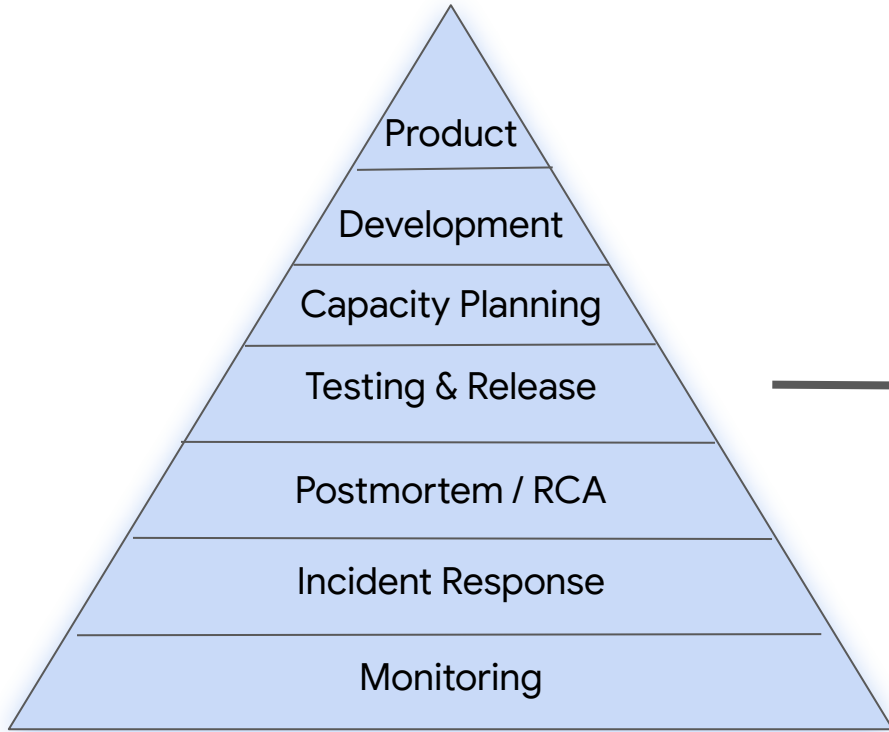 Product
Development
Capacity Planning
Testing & Release
Postmortem / RCA
Incident Response
Monitoring